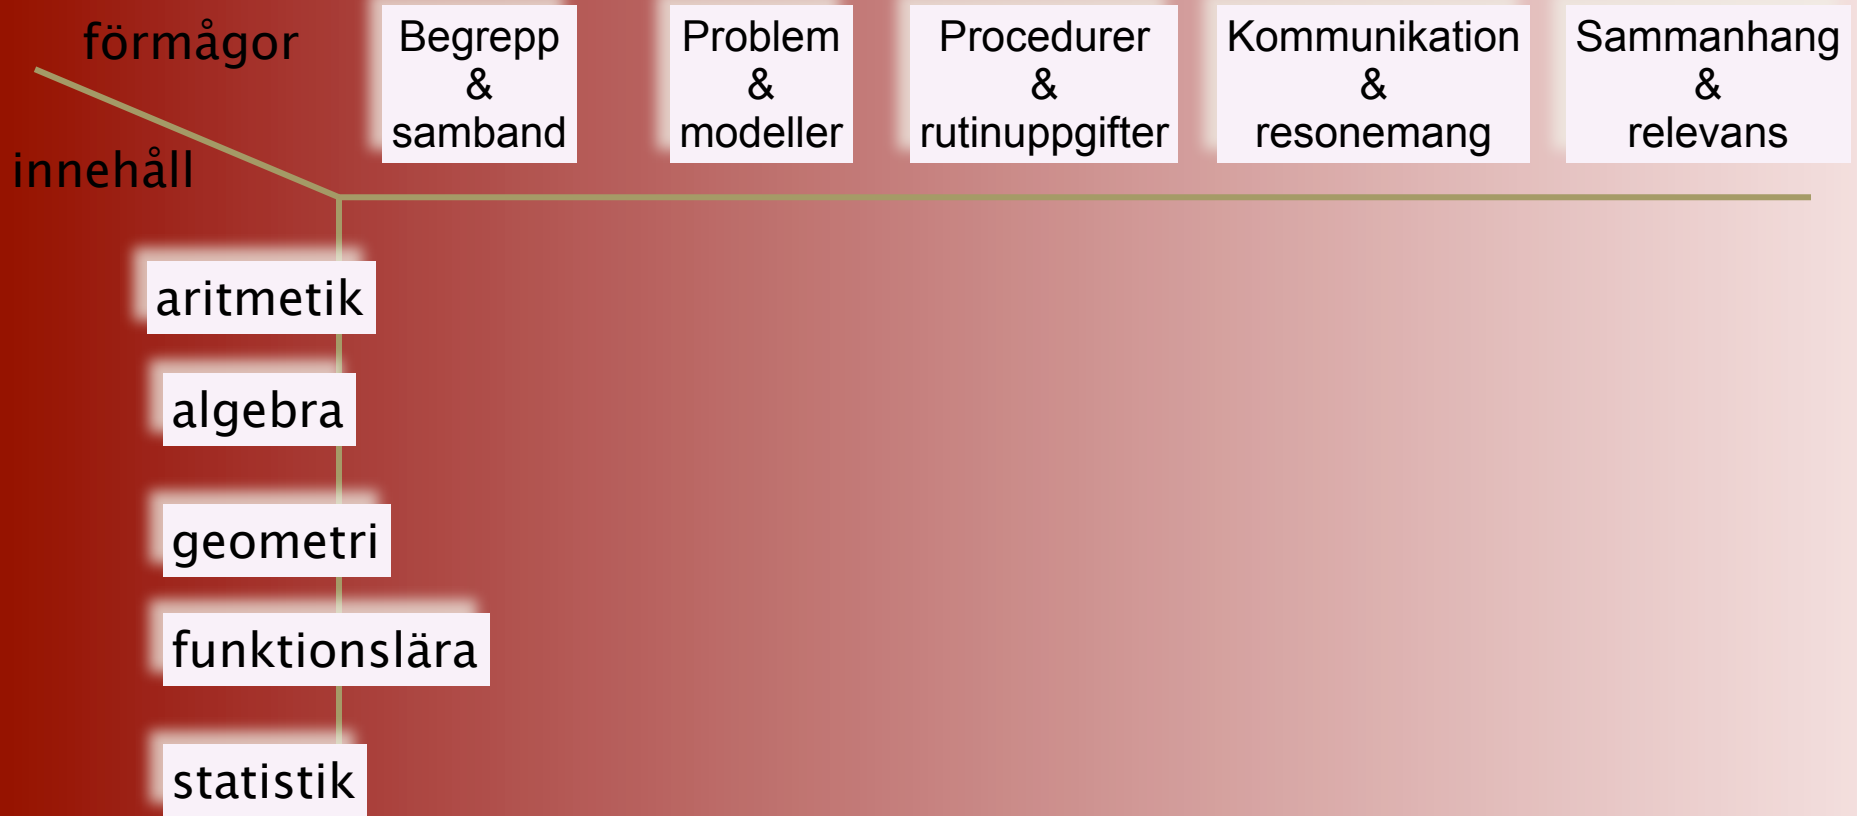 förmågor
Begrepp
&
samband
Problem
&
modeller
Procedurer
&
rutinuppgifter
Kommunikation
&
resonemang
Sammanhang
&
relevans
innehåll
aritmetik
algebra
geometri
funktionslära
statistik